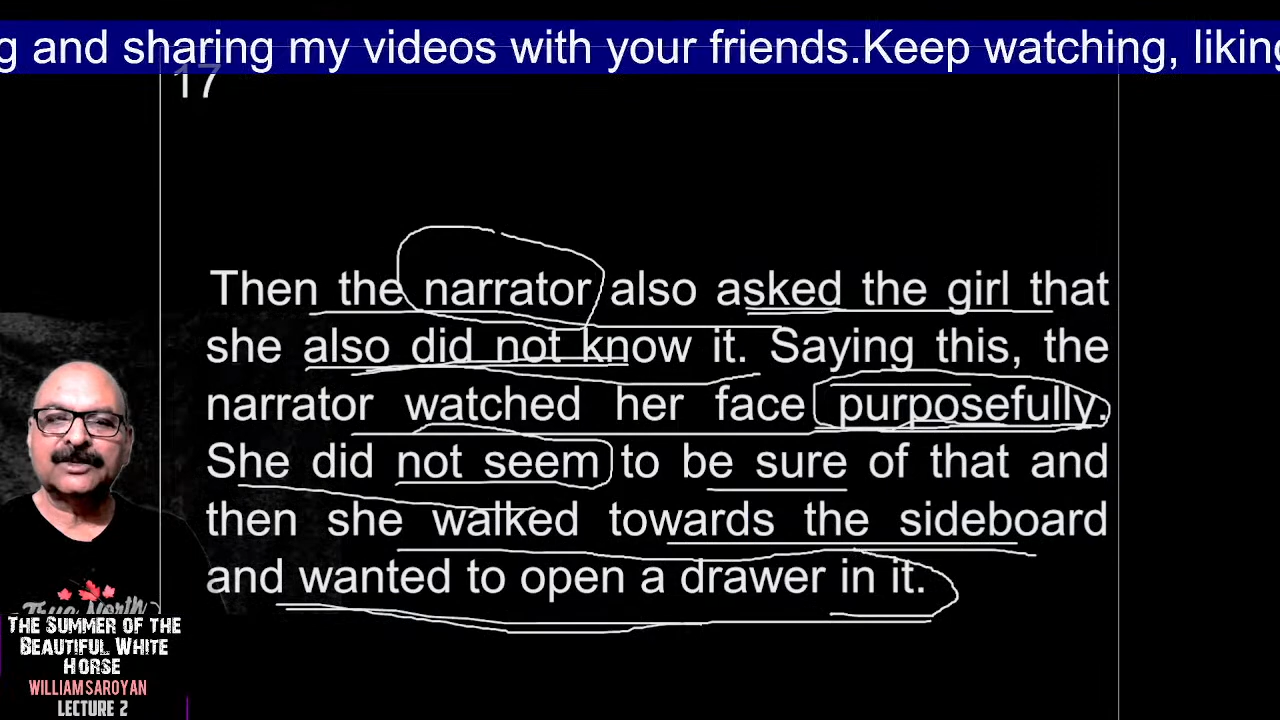 g and sharing my videos with your friends.Keep watching, liking
17
Then the narrator also asked the girl that
she also did not know it. Saying this, the
narrator watched her face purposefully.
She did not seem to be sure of that and
then she walked towards the sideboard
and wanted to open a drawer in it.
True North
The Summer of the
Beautiful White
Horse
William Saroyan
Lecture 2